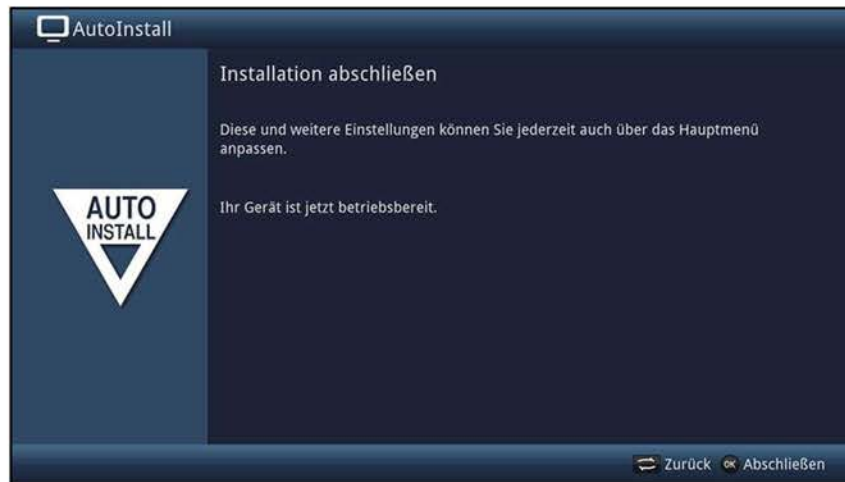 AutoInstall
Installation abschließen
Diese und weitere Einstellungen können Sie jederzeit auch über das Hauptmenü
anpassen.
Ihr Gerät ist jetzt betriebsbereit.
AUTO
INSTALL
Zurück OK Abschließen